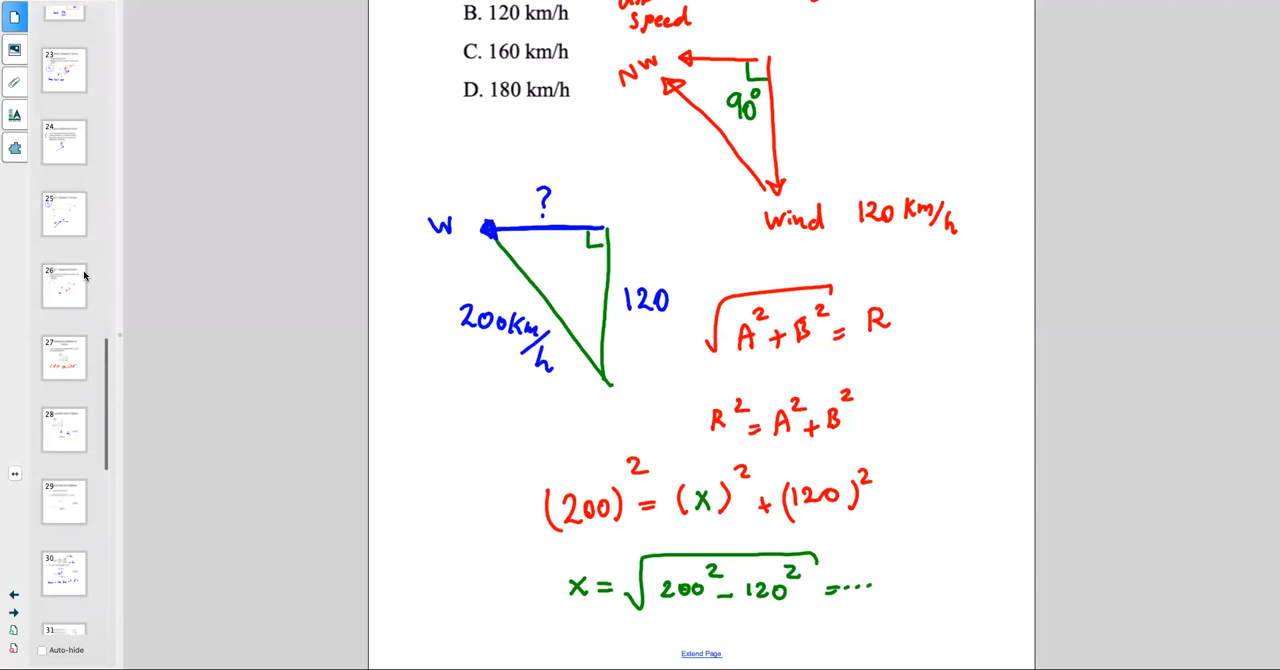 speed
B. 120 km/h
C. 160 km/h
D. 180 km/h
NW
90°
Wind 120 Km/h
?
W
120
200Km/h
√A² + B² = R
R² = A² + B²
(200)² = (x)² + (120)²
x = √200² - 120² = ....
Extend Page
23
24
25
26
27
28
29
30
31
Auto-hide